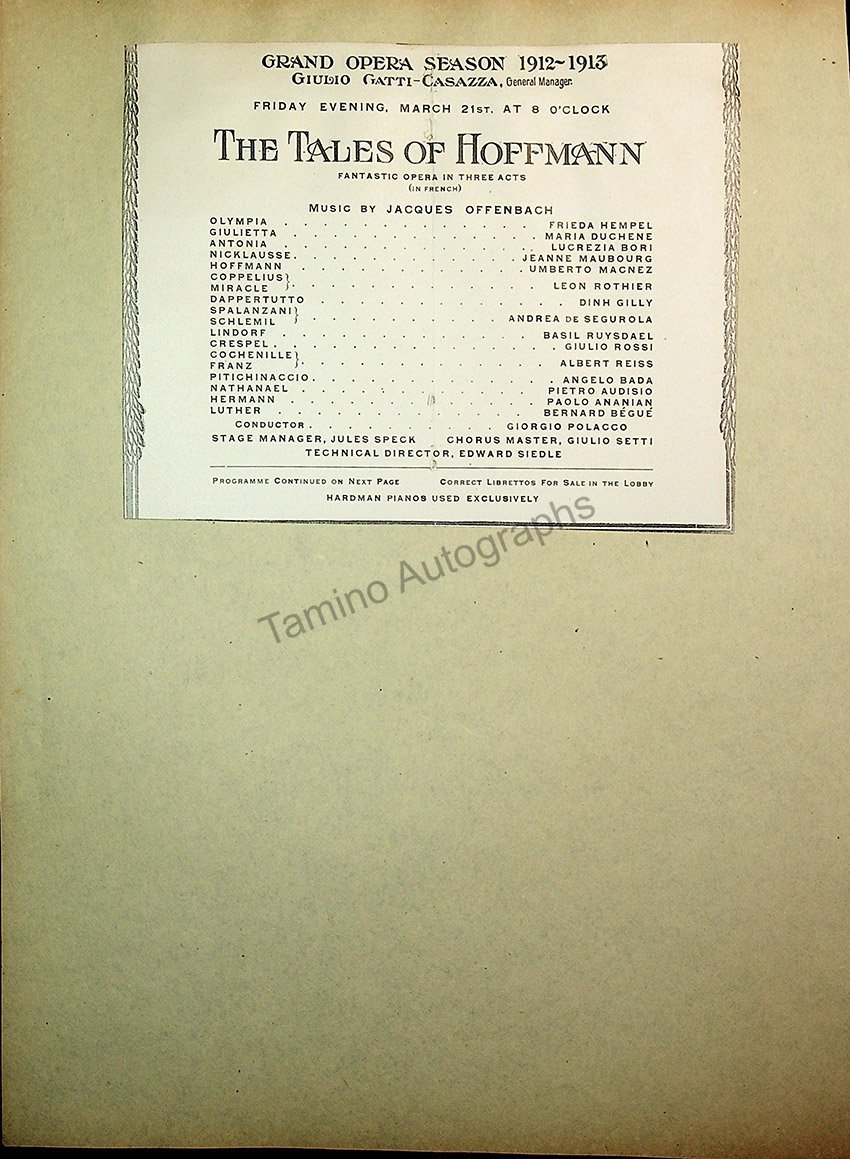 GRAND OPERA SEASON 1912~1913
GIULIO GATTI-CASAZZA, General Manager.
FRIDAY EVENING, MARCH 21ST, AT 8 O'CLOCK
THE TALES OF HOFFMANN
FANTASTIC OPERA IN THREE ACTS
(IN FRENCH)
MUSIC BY JACQUES OFFENBACH
OLYMPIA . . . . . . . . . . . . FRIEDA HEMPEL
GIULIETTA . . . . . . . . . . . . MARIA DUCHENE
ANTONIA . . . . . . . . . . . . LUCREZIA BORI
NICKLAUSSE. . . . . . . . . . . . JEANNE MAUBOURG
HOFFMANN . . . . . . . . . . . UMBERTO MACNEZ
COPPELIUS}
MIRACLE } . . . . . . . . . . . . LEON ROTHIER
DAPPERTUTTO . . . . . . . . . . . DINH GILLY
SPALANZANI}
SCHLEMIL } . . . . . . . . . . ANDREA DE SEGUROLA
LINDORF . . . . . . . . . . . . BASIL RUYSDAEL
CRESPEL. . . . . . . . . . . . . GIULIO ROSSI
COCHENILLE}
FRANZ }. . . . . . . . . . . . ALBERT REISS
PITICHINACCIO. . . . . . . . . . . . ANGELO BADA
NATHANAEL . . . . . . . . . . PIETRO AUDISIO
HERMANN . . . . . . . . . . . PAOLO ANANIAN
LUTHER . . . . . . . . . . . . BERNARD BÉGUÉ
CONDUCTOR . . . . . . . . . GIORGIO POLACCO
STAGE MANAGER, JULES SPECK CHORUS MASTER, GIULIO SETTI
TECHNICAL DIRECTOR, EDWARD SIEDLE
PROGRAMME CONTINUED ON NEXT PAGE CORRECT LIBRETTOS FOR SALE IN THE LOBBY
HARDMAN PIANOS USED EXCLUSIVELY
Tamino Autographs